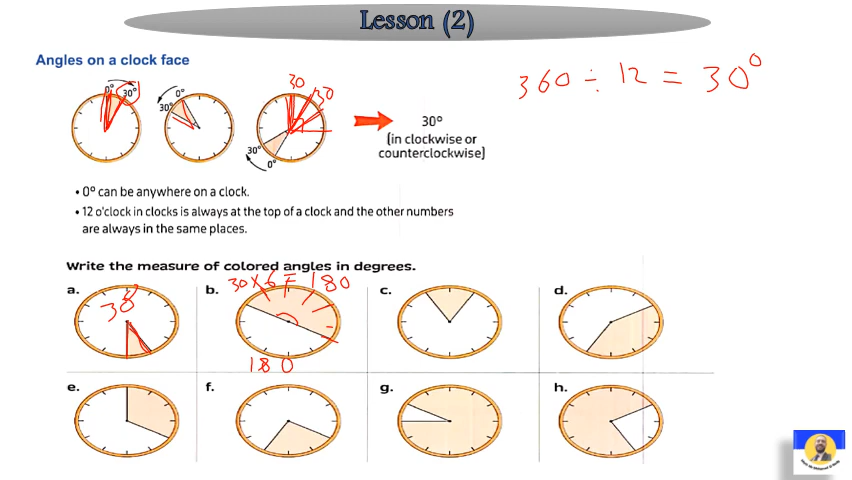 Lesson (2)
Angles on a clock face
360 ÷ 12 = 30°
0°
30°
0°
30°
30
30
30°
0°
30°
(in clockwise or
counterclockwise)
• 0° can be anywhere on a clock.
• 12 o'clock in clocks is always at the top of a clock and the other numbers
are always in the same places.
Write the measure of colored angles in degrees.
a.
30°
b.
30 × 6 = 180
180
c.
d.
e.
f.
g.
h.